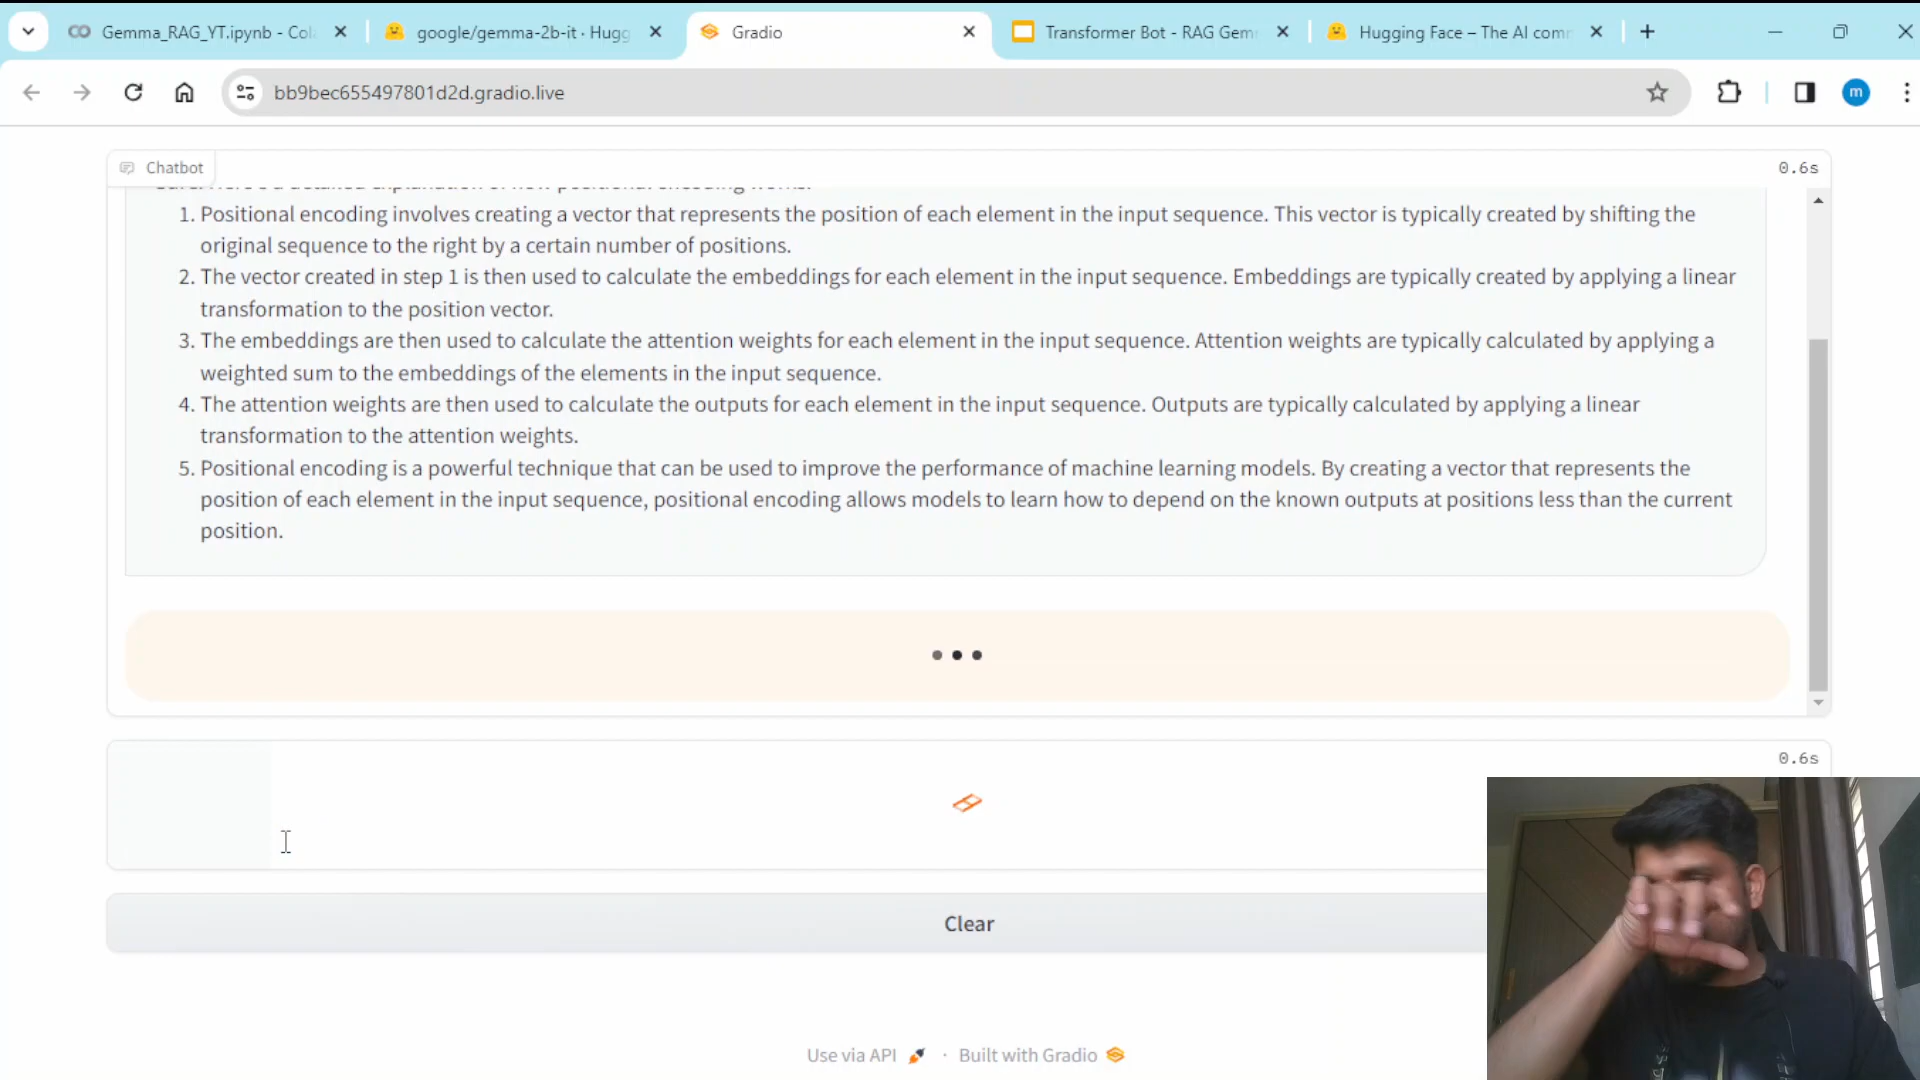 Gemma_RAG_YT.ipynb - Col
google/gemma-2b-it · Hugg
Gradio
Transformer Bot - RAG Gem
Hugging Face – The AI com
bb9bec655497801d2d.gradio.live
m
Chatbot
0.6s
1. Positional encoding involves creating a vector that represents the position of each element in the input sequence. This vector is typically created by shifting the
original sequence to the right by a certain number of positions.
2. The vector created in step 1 is then used to calculate the embeddings for each element in the input sequence. Embeddings are typically created by applying a linear
transformation to the position vector.
3. The embeddings are then used to calculate the attention weights for each element in the input sequence. Attention weights are typically calculated by applying a
weighted sum to the embeddings of the elements in the input sequence.
4. The attention weights are then used to calculate the outputs for each element in the input sequence. Outputs are typically calculated by applying a linear
transformation to the attention weights.
5. Positional encoding is a powerful technique that can be used to improve the performance of machine learning models. By creating a vector that represents the
position of each element in the input sequence, positional encoding allows models to learn how to depend on the known outputs at positions less than the current
position.
0.6s
Clear
Use via API · Built with Gradio